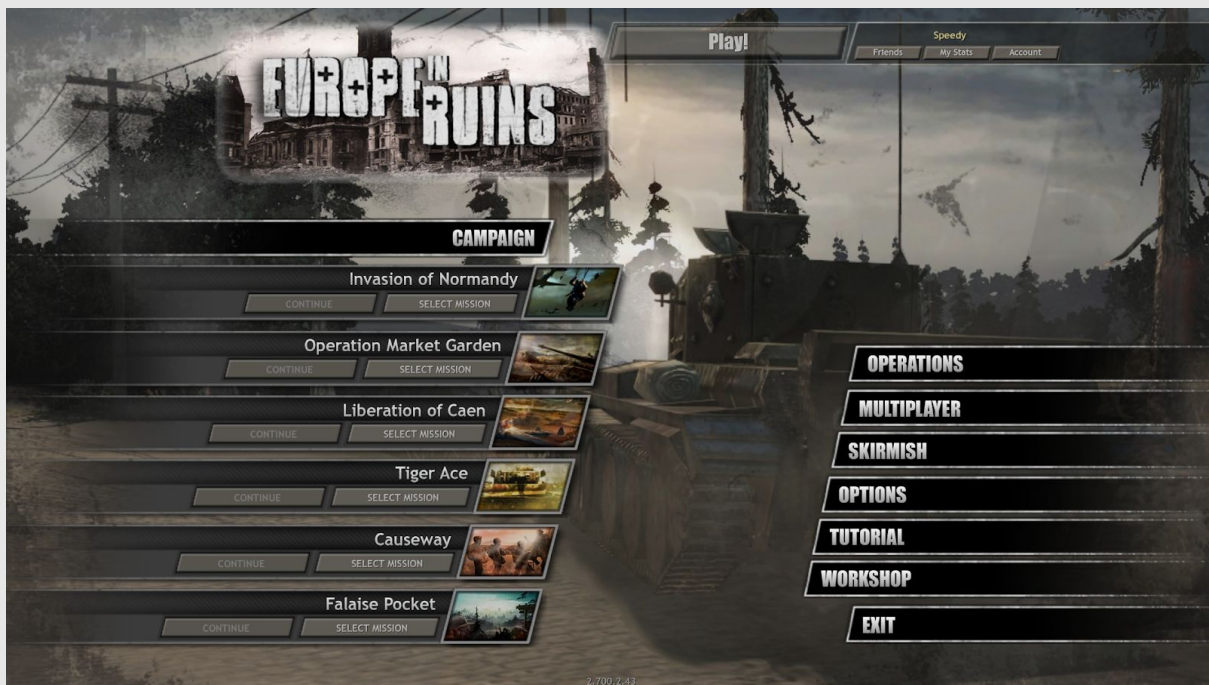 EUROPE IN RUINS
Play!
Speedy
Friends My Stats Account
CAMPAIGN
Invasion of Normandy
CONTINUE SELECT MISSION
Operation Market Garden
CONTINUE SELECT MISSION
Liberation of Caen
CONTINUE SELECT MISSION
Tiger Ace
CONTINUE SELECT MISSION
Causeway
CONTINUE SELECT MISSION
Falaise Pocket
CONTINUE SELECT MISSION
OPERATIONS
MULTIPLAYER
SKIRMISH
OPTIONS
TUTORIAL
WORKSHOP
EXIT
2.700.2.43